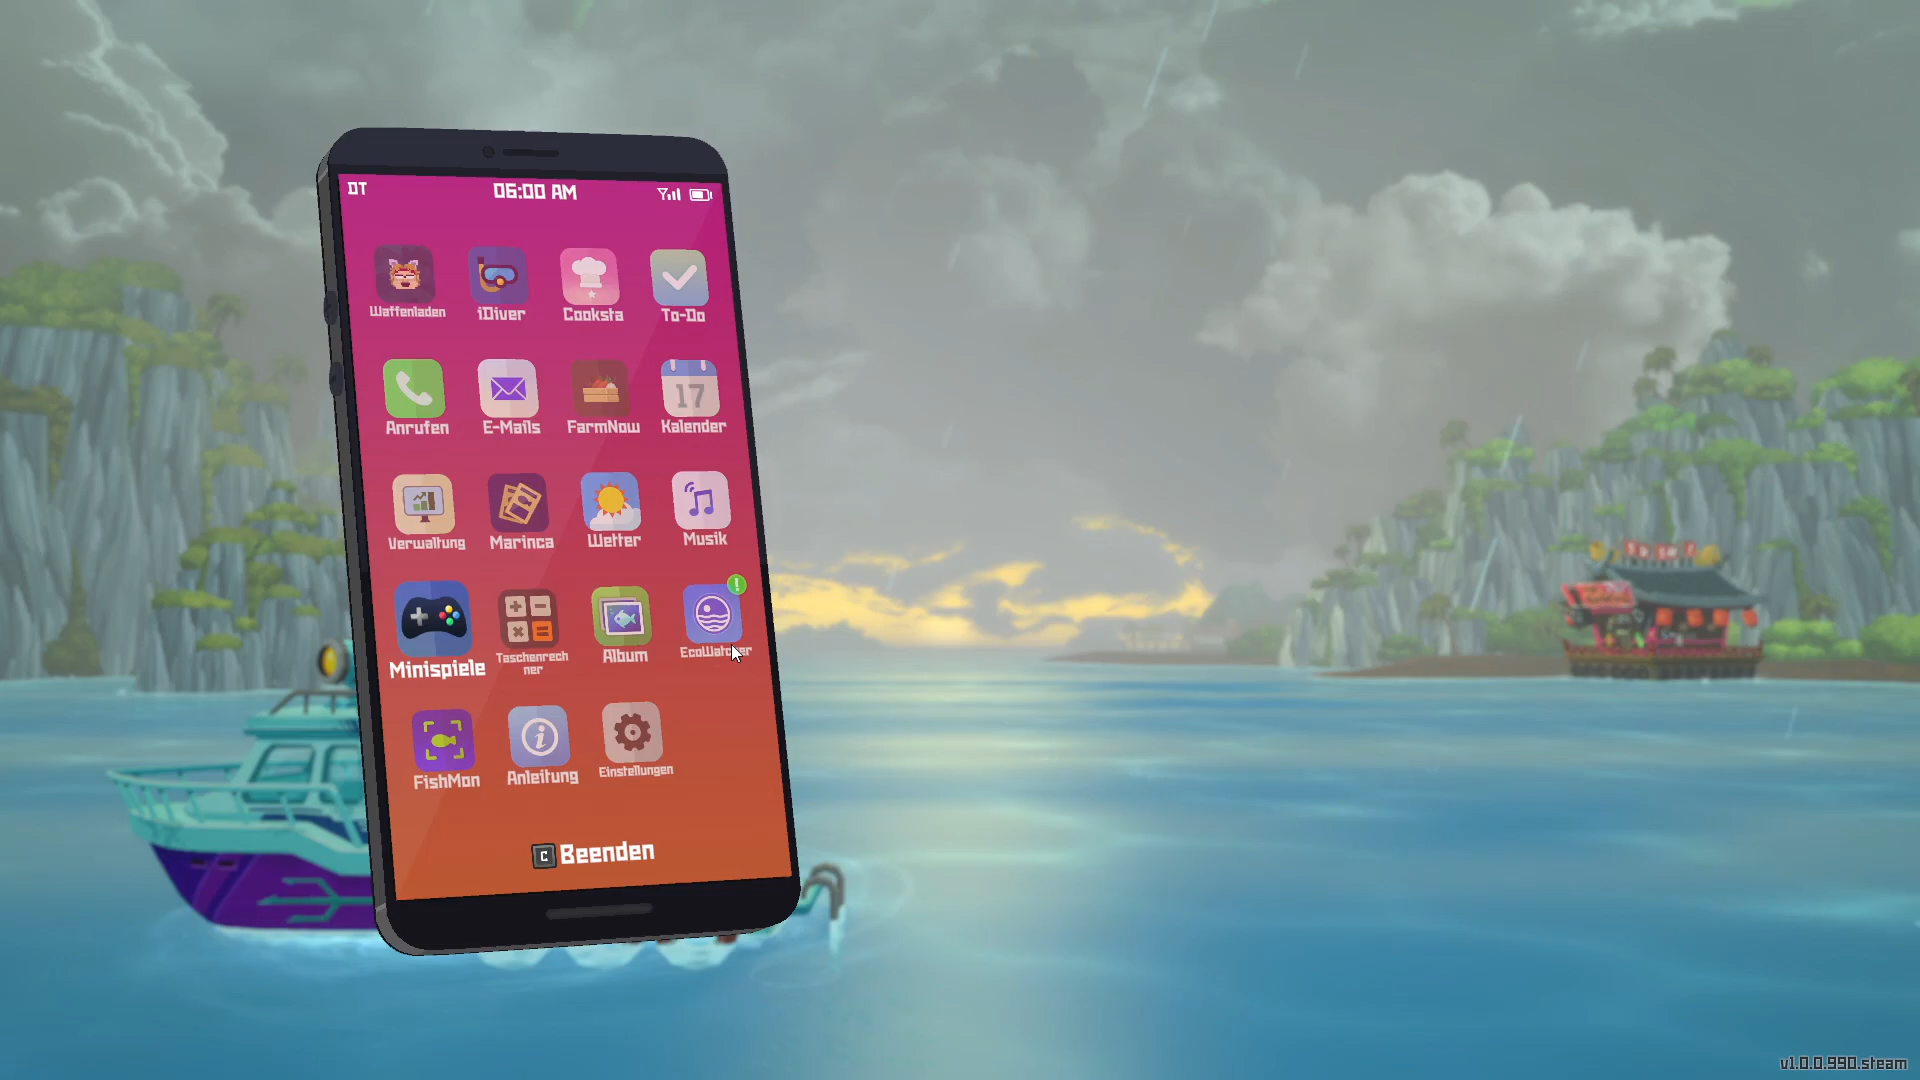 DT
06:00 AM
Waffenladen
iDiver
Cooksta
To-Do
Anrufen
E-Mails
FarmNow
17
Kalender
Verwaltung
Marinca
Wetter
Musik
!
Minispiele
Taschenrech
ner
Album
FishMon
Anleitung
Einstellungen
C Beenden
v1.0.0.990.steam